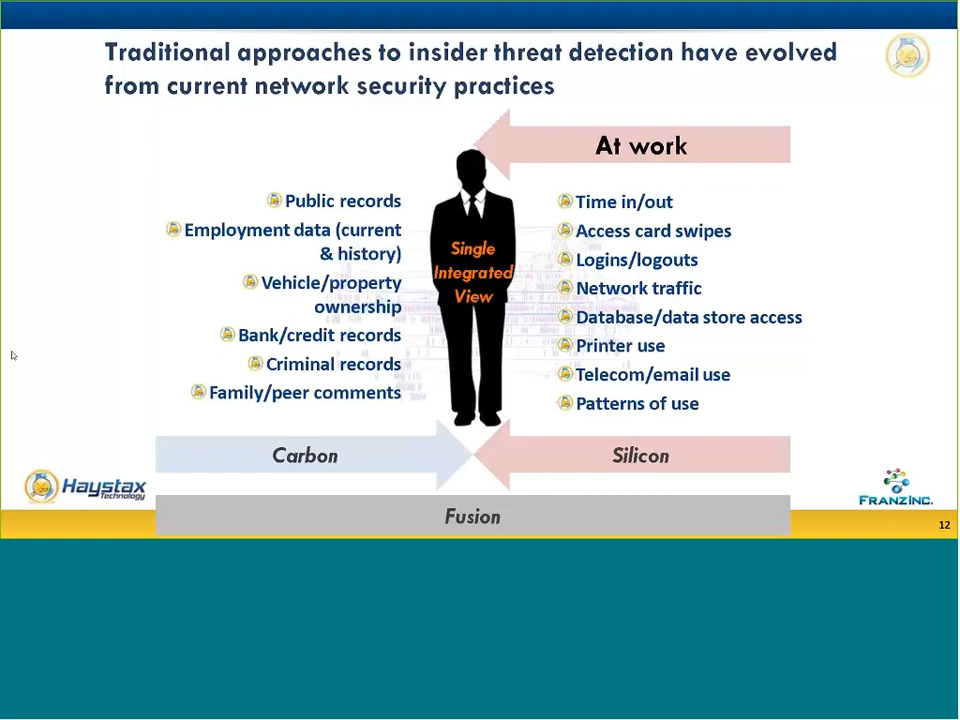 Traditional approaches to insider threat detection have evolved
from current network security practices
At work
Public records
Employment data (current
& history)
Vehicle/property
ownership
Bank/credit records
Criminal records
Family/peer comments
Single
Integrated
View
Time in/out
Access card swipes
Logins/logouts
Network traffic
Database/data store access
Printer use
Telecom/email use
Patterns of use
Carbon
Silicon
Haystax
Technology
FRANZ INC.
Fusion
12